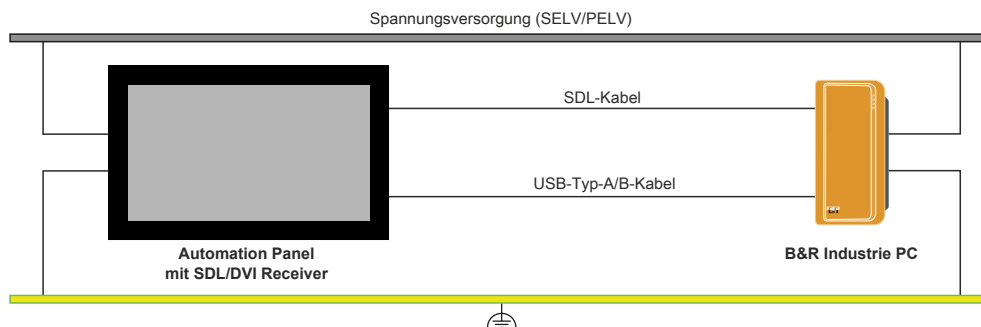 Spannungsversorgung (SELV/PELV)
SDL-Kabel
USB-Typ-A/B-Kabel
Automation Panel
mit SDL/DVI Receiver
B&R Industrie PC